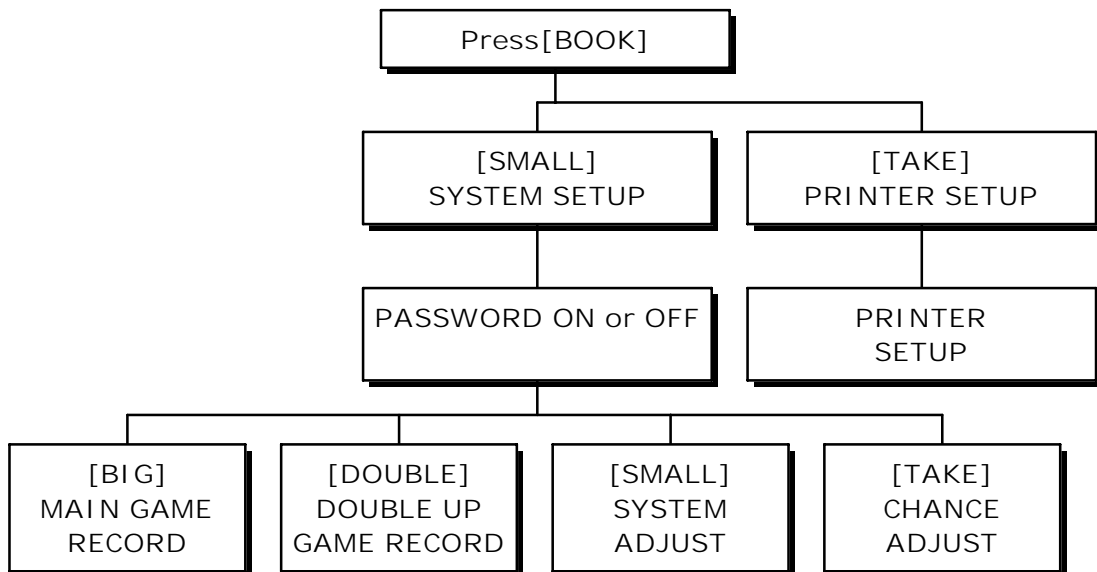 Press[BOOK]
[SMALL]
SYSTEM SETUP
[TAKE]
PRINTER SETUP
PASSWORD ON or OFF
PRINTER
SETUP
[BIG]
MAIN GAME
RECORD
[DOUBLE]
DOUBLE UP
GAME RECORD
[SMALL]
SYSTEM
ADJUST
[TAKE]
CHANCE
ADJUST